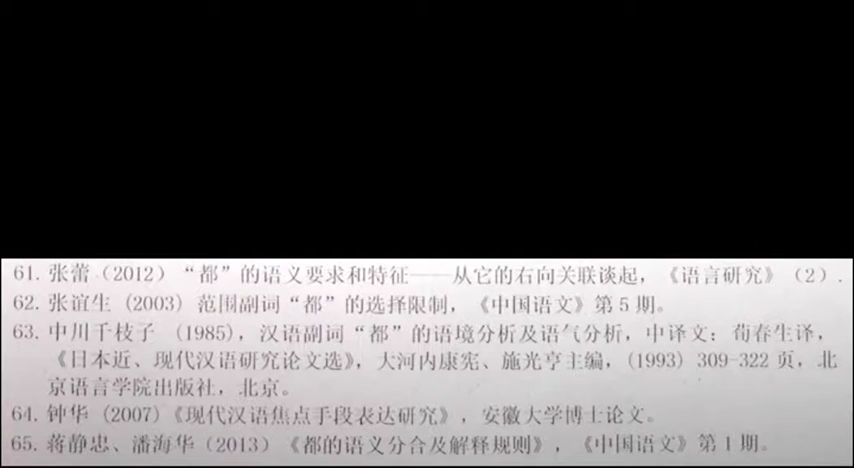 61. 张蕾（2012）“都”的语义要求和特征——从它的右向关联谈起，《语言研究》（2）.
62. 张谊生 (2003) 范围副词“都”的选择限制，《中国语文》第 5 期。
63. 中川千枝子 (1985)，汉语副词“都”的语境分析及语气分析，中译文：荀春生译，
《日本近、现代汉语研究论文选》，大河内康宪、施光亨主编，(1993) 309-322 页，北
京语言学院出版社，北京。
64. 钟华 (2007)《现代汉语焦点手段表达研究》，安徽大学博士论文。
65. 蒋静忠、潘海华（2013）《都的语义分合及解释规则》，《中国语文》第 1 期。